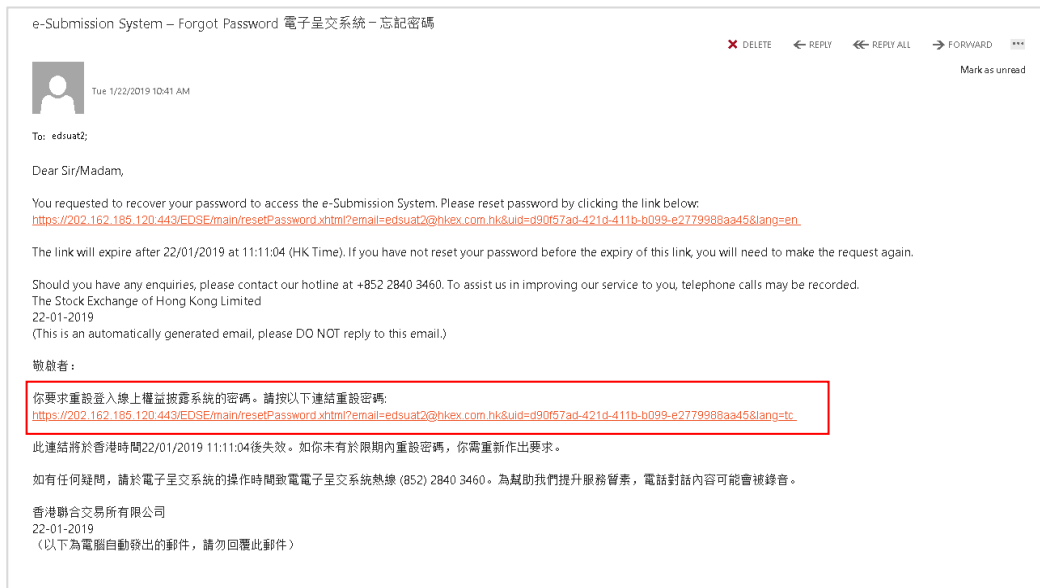 e-Submission System – Forgot Password 電子呈交系統－忘記密碼
DELETE REPLY REPLY ALL FORWARD •••
Mark as unread
Tue 1/22/2019 10:41 AM
To: edsuat2;
Dear Sir/Madam,
You requested to recover your password to access the e-Submission System. Please reset password by clicking the link below:
https://202.162.185.120:443/EDSE/main/resetPassword.xhtml?email=edsuat2@hkex.com.hk&uid=d90f57ad-421d-411b-b099-e2779988aa45&lang=en
The link will expire after 22/01/2019 at 11:11:04 (HK Time). If you have not reset your password before the expiry of this link, you will need to make the request again.
Should you have any enquiries, please contact our hotline at +852 2840 3460. To assist us in improving our service to you, telephone calls may be recorded.
The Stock Exchange of Hong Kong Limited
22-01-2019
(This is an automatically generated email, please DO NOT reply to this email.)
敬啟者：
你要求重設登入線上權益披露系統的密碼。請按以下連結重設密碼:
https://202.162.185.120:443/EDSE/main/resetPassword.xhtml?email=edsuat2@hkex.com.hk&uid=d90f57ad-421d-411b-b099-e2779988aa45&lang=tc
此連結將於香港時間22/01/2019 11:11:04後失效。如你未有於限期內重設密碼，你需重新作出要求。
如有任何疑問，請於電子呈交系統的操作時間致電電子呈交系統熱線 (852) 2840 3460。為幫助我們提升服務質素，電話對話內容可能會被錄音。
香港聯合交易所有限公司
22-01-2019
（以下為電腦自動發出的郵件，請勿回覆此郵件）